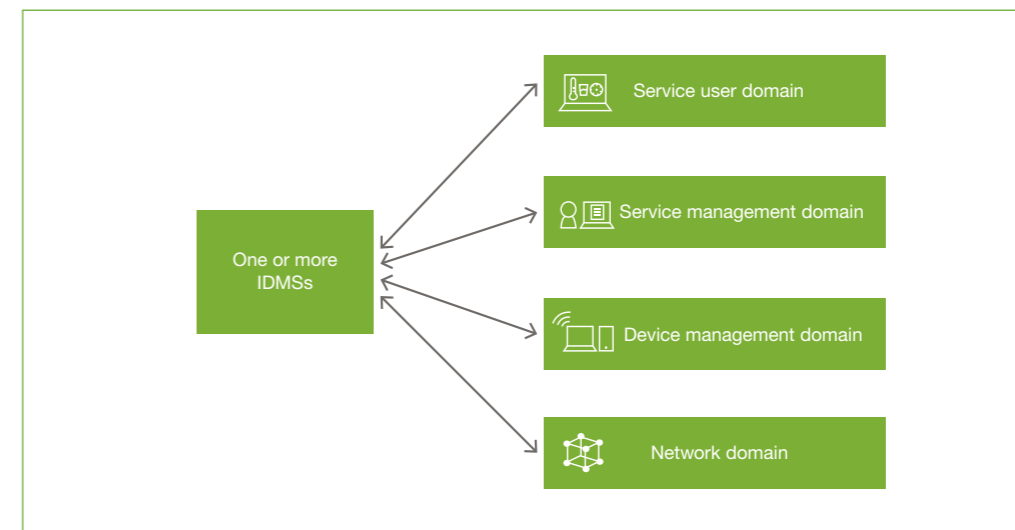 One or more
IDMSs
Service user domain
Service management domain
Device management domain
Network domain